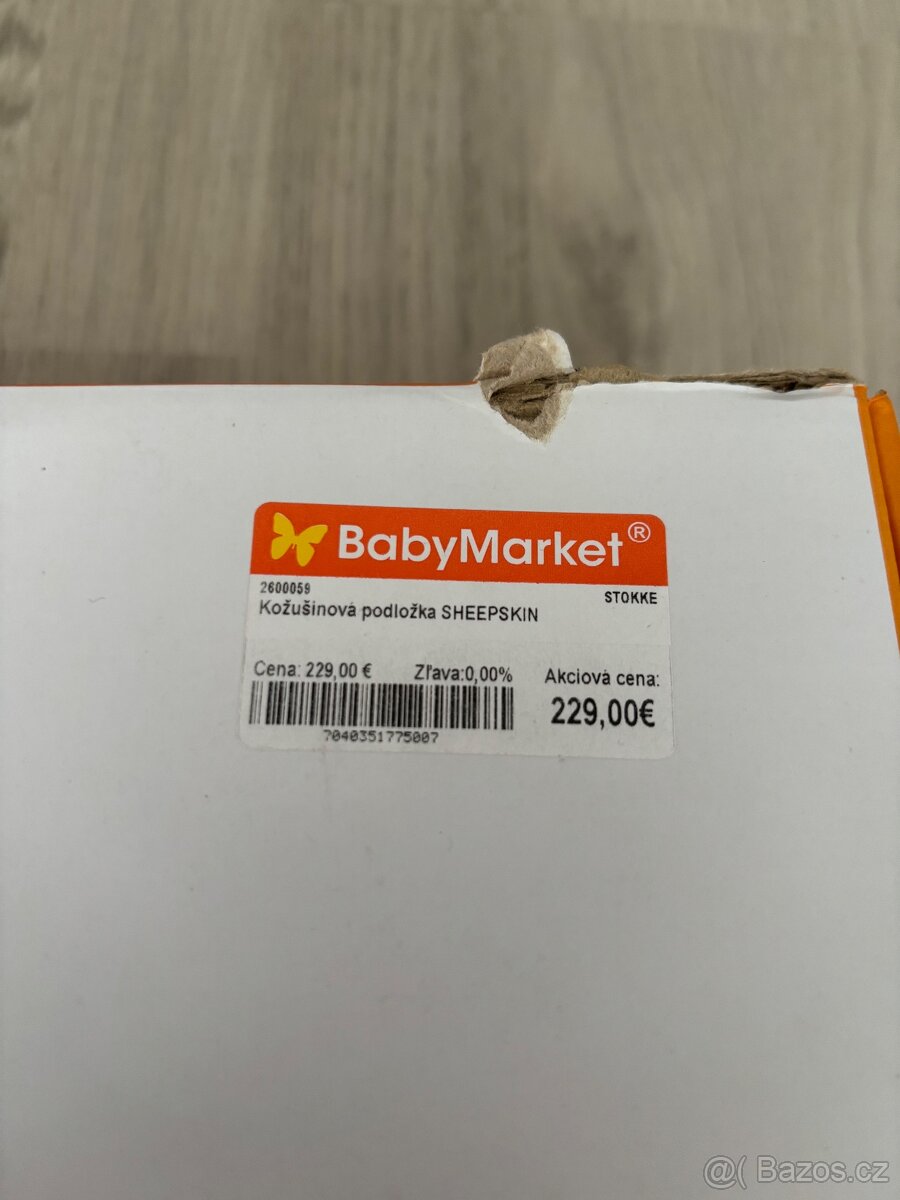 BabyMarket®
2600059
STOKKE
Kožušinová podložka SHEEPSKIN
Cena: 229,00 € Zľava:0,00% Akciová cena:
229,00€
7040351775007
@( Bazos.cz